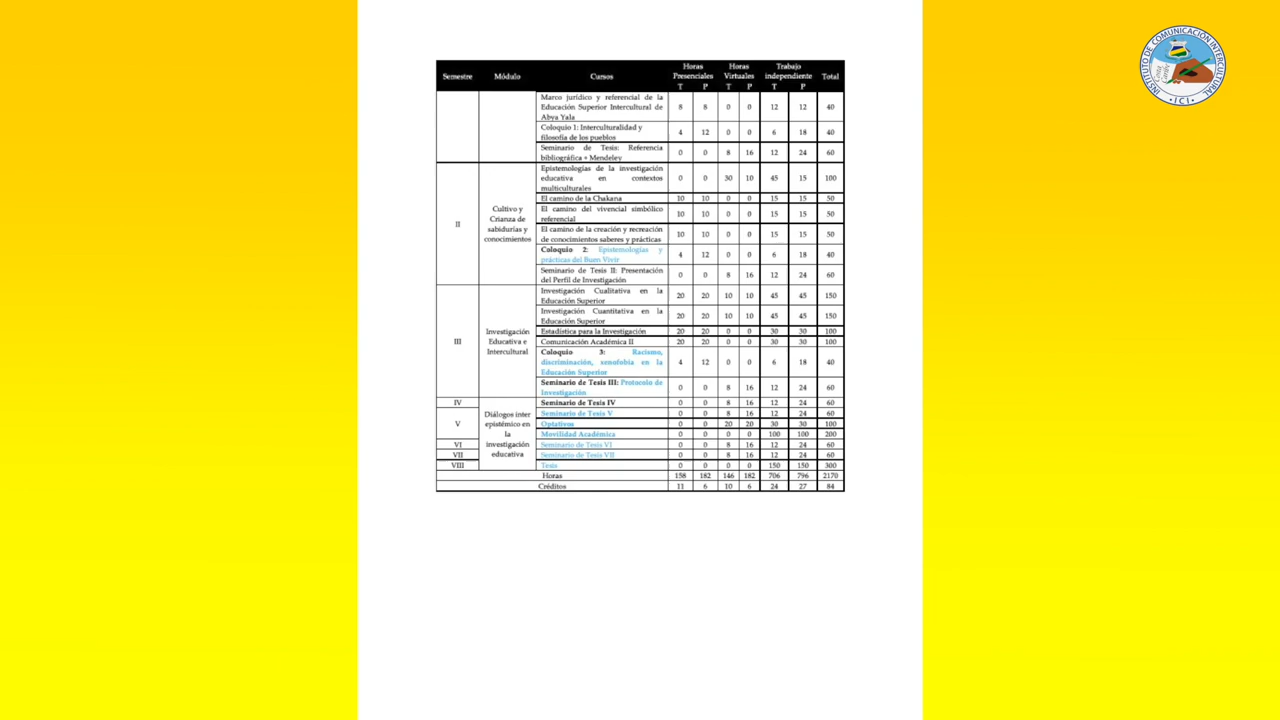 INSTITUTO DE COMUNICACIÓN INTERCULTURAL
• ICI •
Semestre Módulo Cursos Horas Presenciales Horas Virtuales Trabajo independiente Total
T P T P T P
Marco jurídico y referencial de la
Educación Superior Intercultural de
Abya Yala 8 8 0 0 12 12 40
Coloquio 1: Interculturalidad y
filosofía de los pueblos 4 12 0 0 6 18 40
Seminario de Tesis: Referencia
bibliográfica + Mendeley 0 0 8 16 12 24 60
II Cultivo y Crianza de sabidurías y conocimientos
Epistemologías de la investigación
educativa en contextos
multiculturales 0 0 30 10 45 15 100
El camino de la Chakana 10 10 0 0 15 15 50
El camino del vivencial simbólico
referencial 10 10 0 0 15 15 50
El camino de la creación y recreación
de conocimientos saberes y prácticas 10 10 0 0 15 15 50
Coloquio 2: Epistemologías y
prácticas del Buen Vivir 4 12 0 0 6 18 40
Seminario de Tesis II: Presentación
del Perfil de Investigación 0 0 8 16 12 24 60
III Investigación Educativa e Intercultural
Investigación Cualitativa en la
Educación Superior 20 20 10 10 45 45 150
Investigación Cuantitativa en la
Educación Superior 20 20 10 10 45 45 150
Estadística para la Investigación 20 20 0 0 30 30 100
Comunicación Académica II 20 20 0 0 30 30 100
Coloquio 3: Racismo,
discriminación, xenofobia en la
Educación Superior 4 12 0 0 6 18 40
Seminario de Tesis III: Protocolo de
Investigación 0 0 8 16 12 24 60
Diálogos inter epistémico en la investigación educativa
IV Seminario de Tesis IV 0 0 8 16 12 24 60
V Seminario de Tesis V 0 0 8 16 12 24 60
Optativos 0 0 20 20 30 30 100
Movilidad Académica 0 0 0 0 100 100 200
VI Seminario de Tesis VI 0 0 8 16 12 24 60
VII Seminario de Tesis VII 0 0 8 16 12 24 60
VIII Tesis 0 0 0 0 150 150 300
Horas 158 182 146 182 706 796 2170
Créditos 11 6 10 6 24 27 84